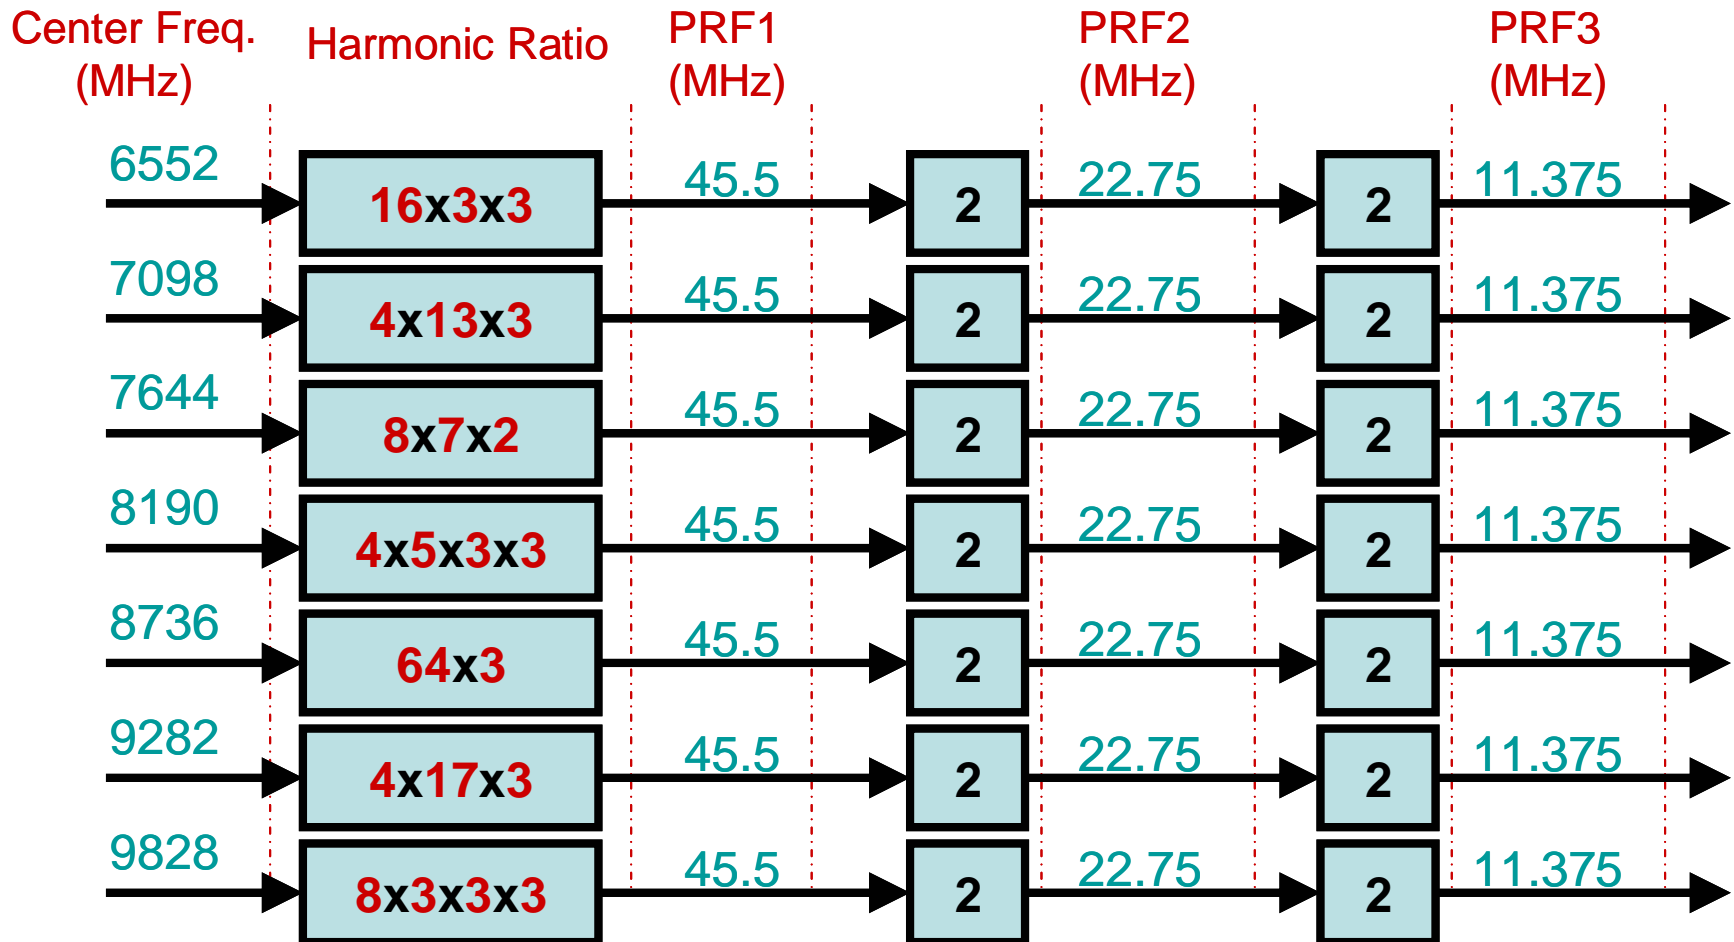 Center Freq.
(MHz)
Harmonic Ratio
PRF1
(MHz)
PRF2
(MHz)
PRF3
(MHz)
6552 16x3x3 45.5 2 22.75 2 11.375
7098 4x13x3 45.5 2 22.75 2 11.375
7644 8x7x2 45.5 2 22.75 2 11.375
8190 4x5x3x3 45.5 2 22.75 2 11.375
8736 64x3 45.5 2 22.75 2 11.375
9282 4x17x3 45.5 2 22.75 2 11.375
9828 8x3x3x3 45.5 2 22.75 2 11.375